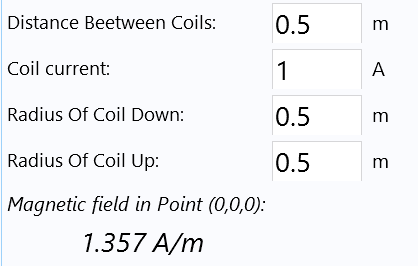 Distance Beetween Coils: 0.5 m
Coil current: 1 A
Radius Of Coil Down: 0.5 m
Radius Of Coil Up: 0.5 m
Magnetic field in Point (0,0,0):
1.357 A/m